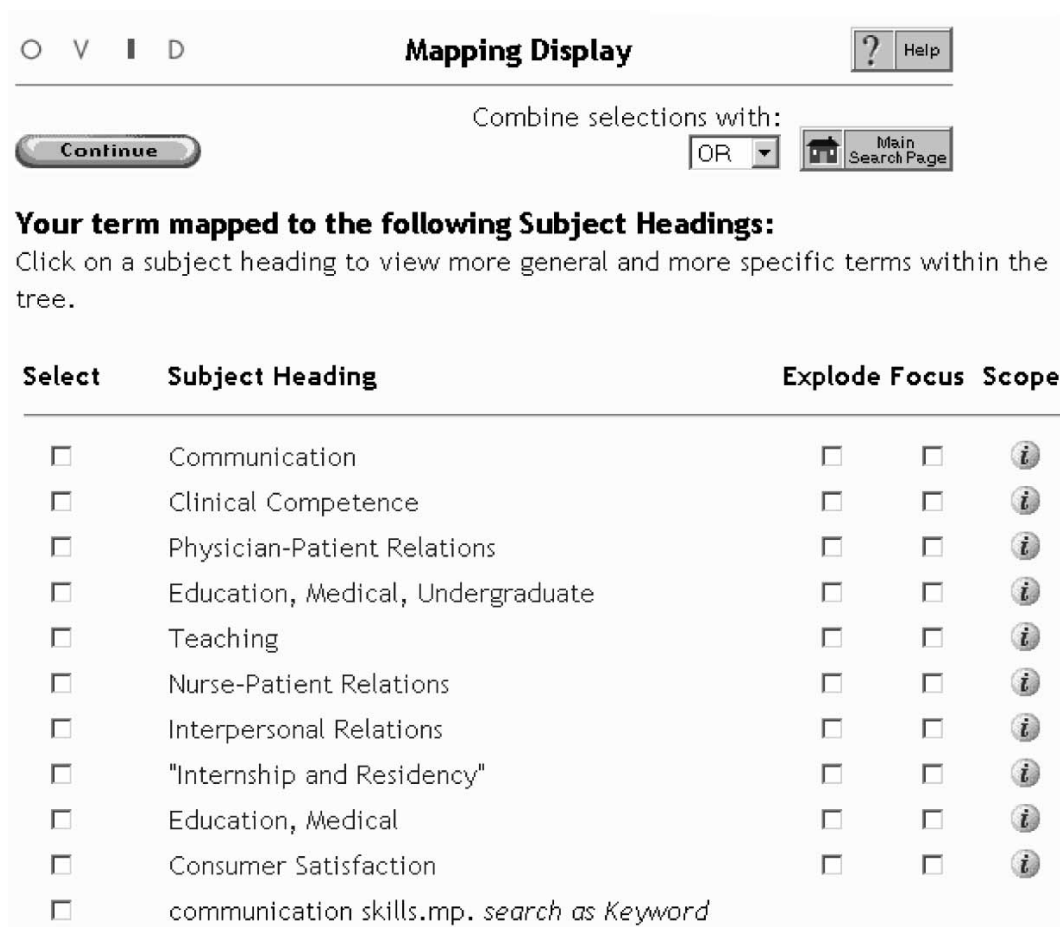 O V I D
Mapping Display
? Help
Combine selections with:
Continue
OR
Main
Search Page
Your term mapped to the following Subject Headings:
Click on a subject heading to view more general and more specific terms within the
tree.
Select Subject Heading Explode Focus Scope
Communication i
Clinical Competence i
Physician-Patient Relations i
Education, Medical, Undergraduate i
Teaching i
Nurse-Patient Relations i
Interpersonal Relations i
"Internship and Residency" i
Education, Medical i
Consumer Satisfaction i
communication skills.mp. search as Keyword